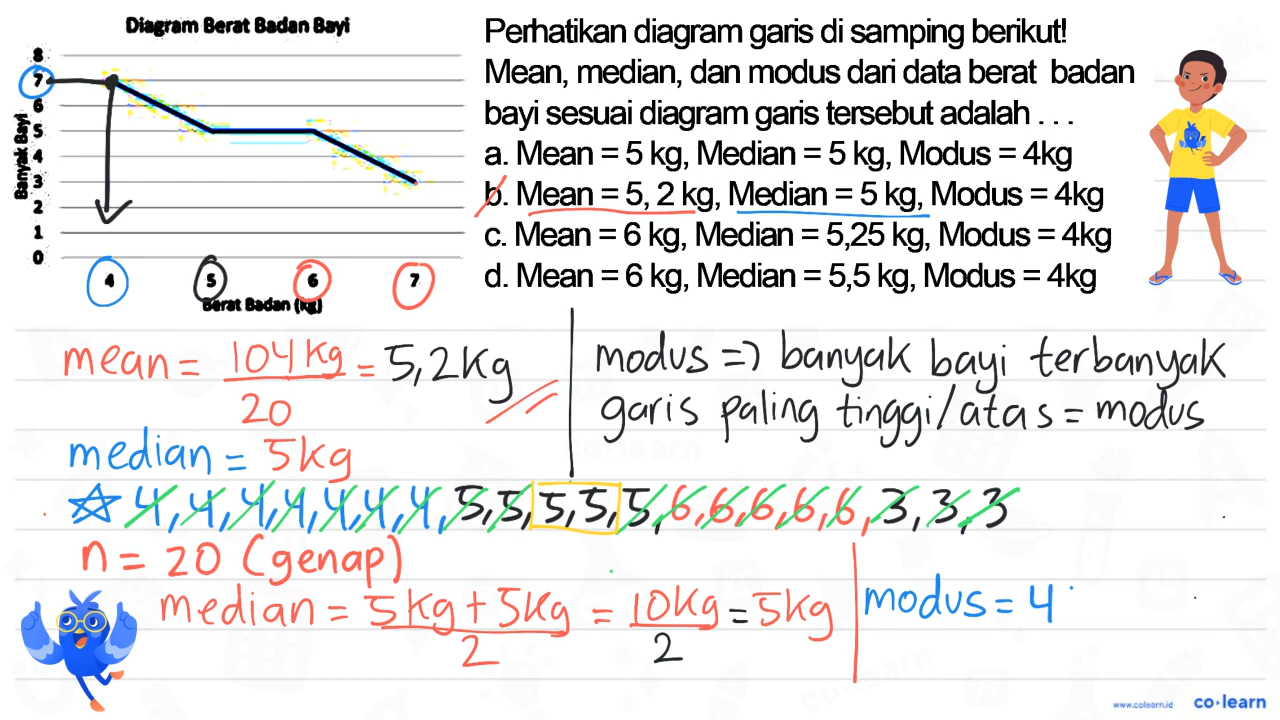 Diagram Berat Badan Bayi
8
7
6
5
4
3
2
1
0
Banyak Bayi
4 5 6 7
Berat Badan (kg)
Perhatikan diagram garis di samping berikut!
Mean, median, dan modus dari data berat badan
bayi sesuai diagram garis tersebut adalah . . .
a. Mean = 5 kg, Median = 5 kg, Modus = 4kg
b. Mean = 5, 2 kg, Median = 5 kg, Modus = 4kg
c. Mean = 6 kg, Median = 5,25 kg, Modus = 4kg
d. Mean = 6 kg, Median = 5,5 kg, Modus = 4kg
mean = 104 Kg = 5,2 Kg
20
median = 5 kg
modus => banyak bayi terbanyak
garis paling tinggi/atas = modus
4,4,4,4,4,4,4,5,5,5,5,5,6,6,6,6,6,3,3,3
n = 20 (genap)
median = 5 kg + 5 kg = 10 kg = 5 kg
2 2
modus = 4
www.colearn.id
co·learn